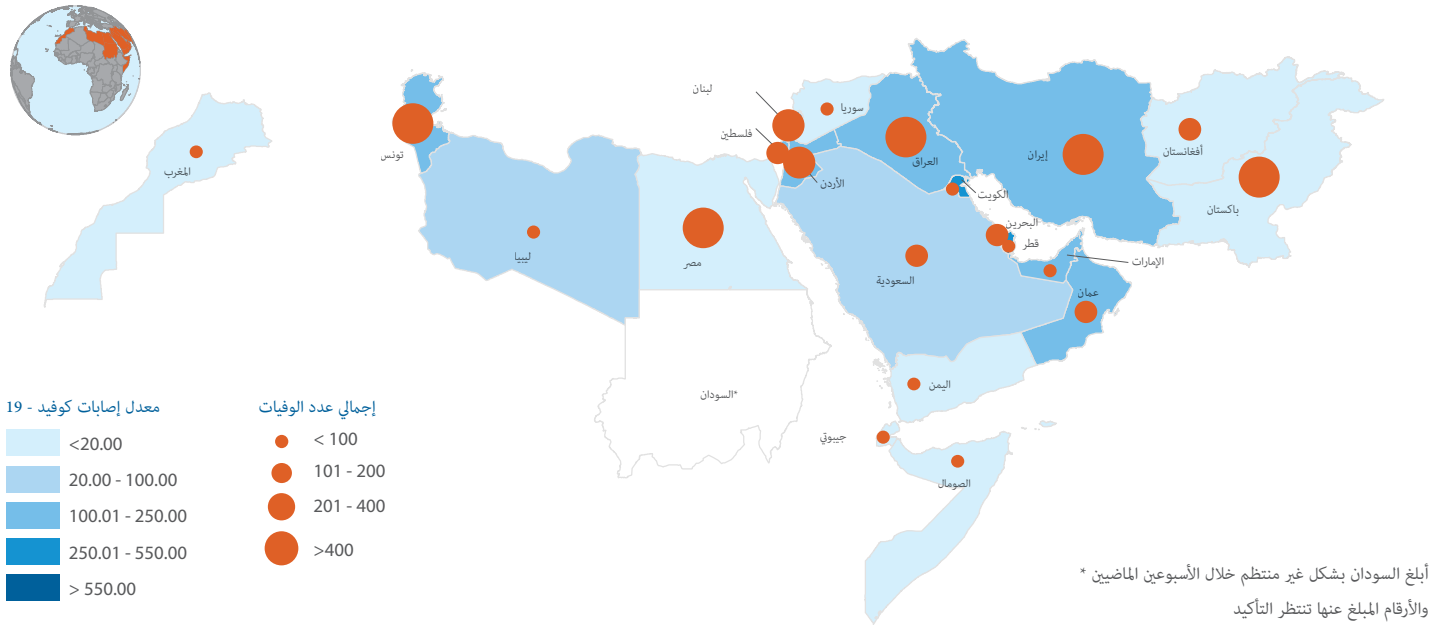 لبنان
سوريا
فلسطين
تونس
المغرب
العراق
إيران
أفغانستان
الأردن
الكويت
باكستان
البحرين
قطر
الإمارات
ليبيا
مصر
السعودية
عمان
اليمن
*السودان
جيبوتي
الصومال
معدل إصابات كوفيد - 19
<20.00
20.00 - 100.00
100.01 - 250.00
250.01 - 550.00
> 550.00
إجمالي عدد الوفيات
< 100
101 - 200
201 - 400
>400
أبلغ السودان بشكل غير منتظم خلال الأسبوعين الماضيين *
والأرقام المبلغ عنها تنتظر التأكيد